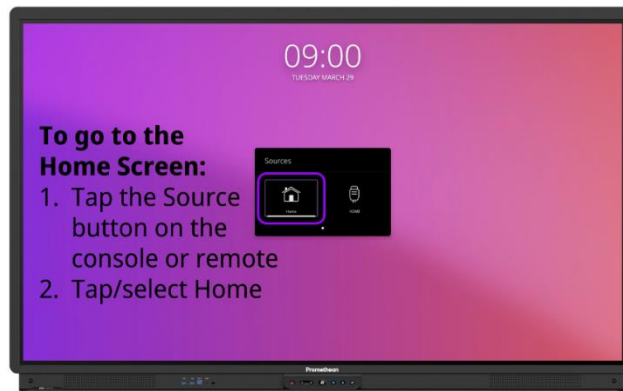 09:00
TUESDAY MARCH 29
To go to the
Home Screen:
1. Tap the Source
button on the
console or remote
2. Tap/select Home
Sources
Home
HDMI
Promethean